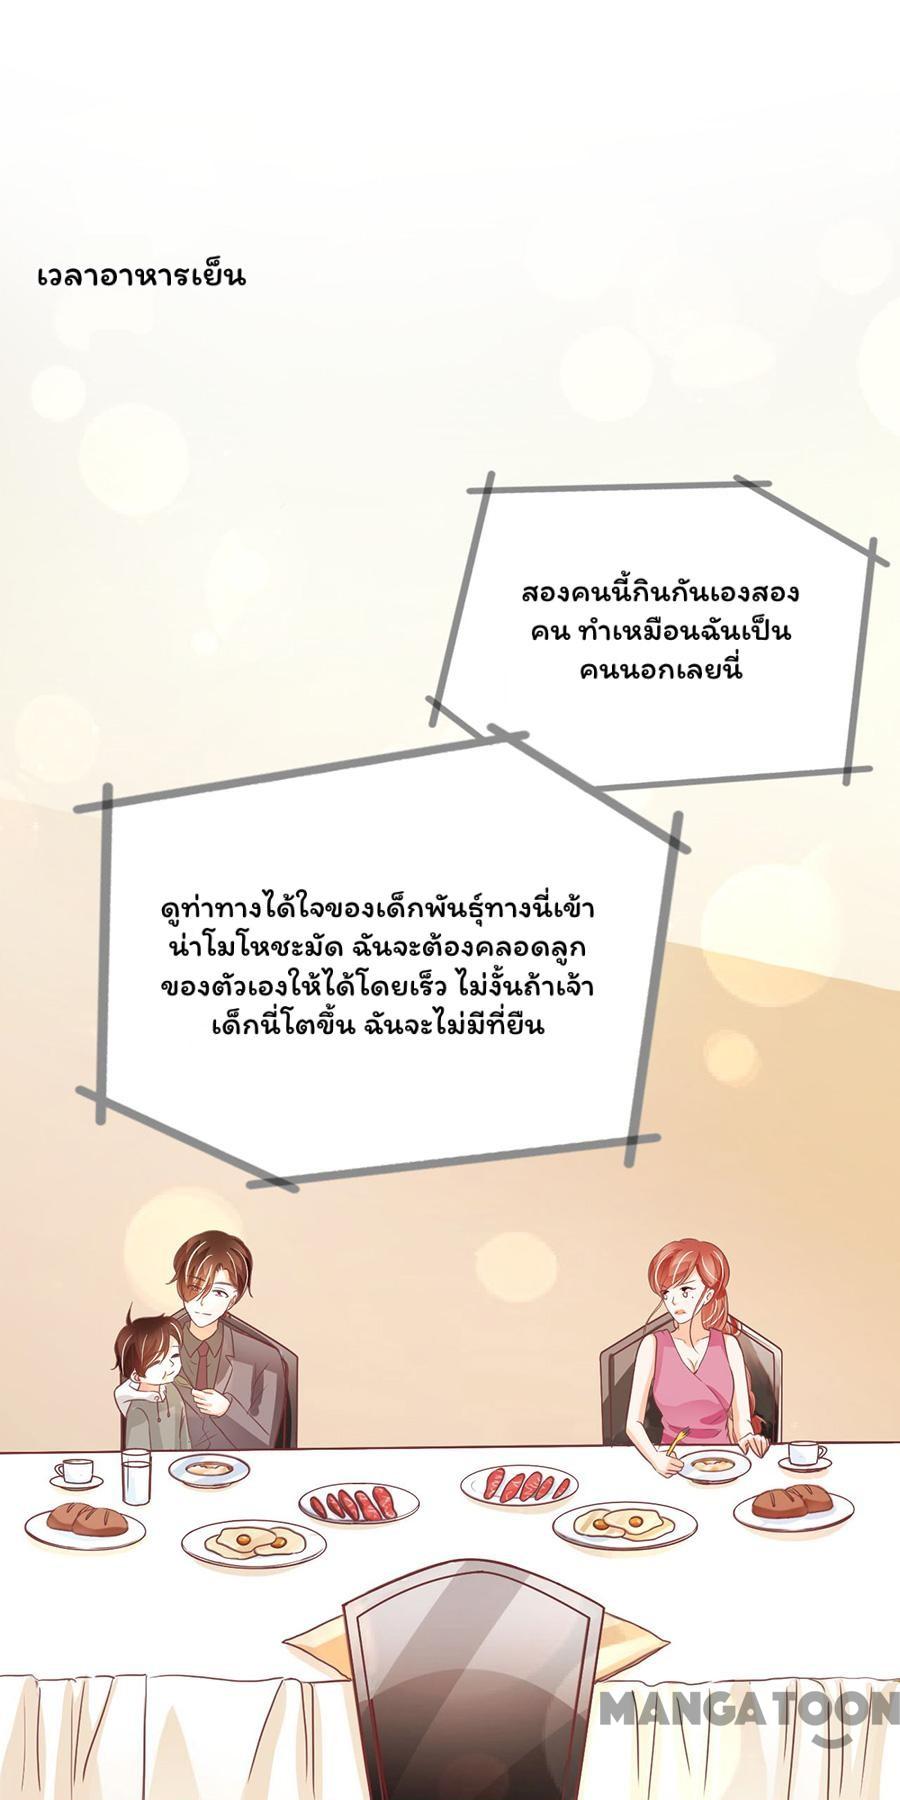 เวลาอาหารเย็น
สองคนนี้กินกันเองสอง
คน ทำเหมือนฉันเป็น
คนนอกเลยนี่
ดูท่าทางได้ใจของเด็กพันธุ์ทางนี่เข้า
น่าโมโหชะมัด ฉันจะต้องคลอดลูก
ของตัวเองให้ได้โดยเร็ว ไม่งั้นถ้าเจ้า
เด็กนี่โตขึ้น ฉันจะไม่มีที่ยืน
MANGATOON